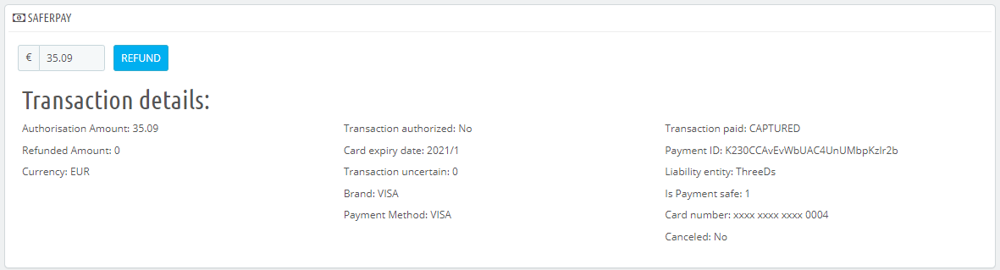 SAFERPAY
€ 35.09 REFUND
Transaction details:
Authorisation Amount: 35.09
Refunded Amount: 0
Currency: EUR
Transaction authorized: No
Card expiry date: 2021/1
Transaction uncertain: 0
Brand: VISA
Payment Method: VISA
Transaction paid: CAPTURED
Payment ID: K230CCAvEvWbUAC4UnUMbpKzIr2b
Liability entity: ThreeDs
Is Payment safe: 1
Card number: xxxx xxxx xxxx 0004
Canceled: No